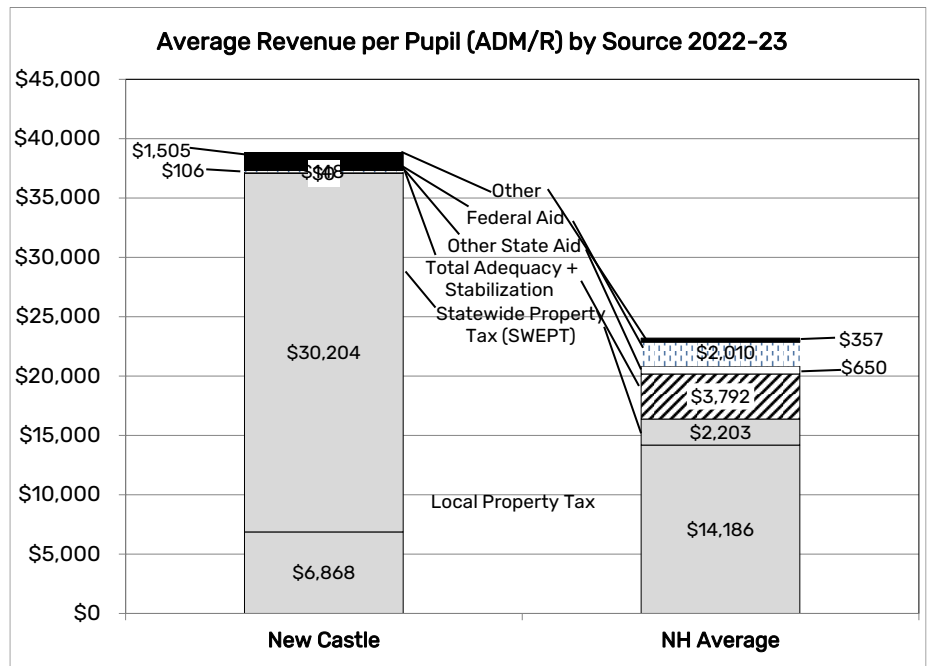 Average Revenue per Pupil (ADM/R) by Source 2022-23
$45,000
$40,000
$35,000
$30,000
$25,000
$20,000
$15,000
$10,000
$5,000
$0
$1,505
$106
$0
$30,204
$6,868
Other
Federal Aid
Other State Aid
Total Adequacy +
Stabilization
Statewide Property
Tax (SWEPT)
Local Property Tax
$357
$2,010
$650
$3,792
$2,203
$14,186
New Castle
NH Average